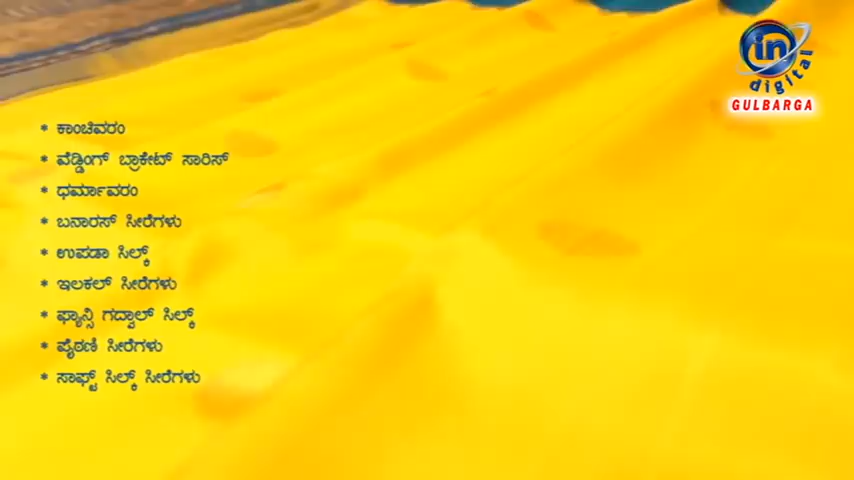 in
digital
GULBARGA
* ಕಾಂಚಿವರಂ
* ವೆಡ್ಡಿಂಗ್ ಬ್ರಾಕೇಟ್ ಸಾರಿಸ್
* ಧರ್ಮಾವರಂ
* ಬನಾರಸ್ ಸೀರೆಗಳು
* ಉಪಡಾ ಸಿಲ್ಕ್
* ಇಲಕಲ್ ಸೀರೆಗಳು
* ಫ್ಯಾನ್ಸಿ ಗದ್ವಾಲ್ ಸಿಲ್ಕ್
* ಪೈಠಣಿ ಸೀರೆಗಳು
* ಸಾಫ್ಟ್ ಸಿಲ್ಕ್ ಸೀರೆಗಳು